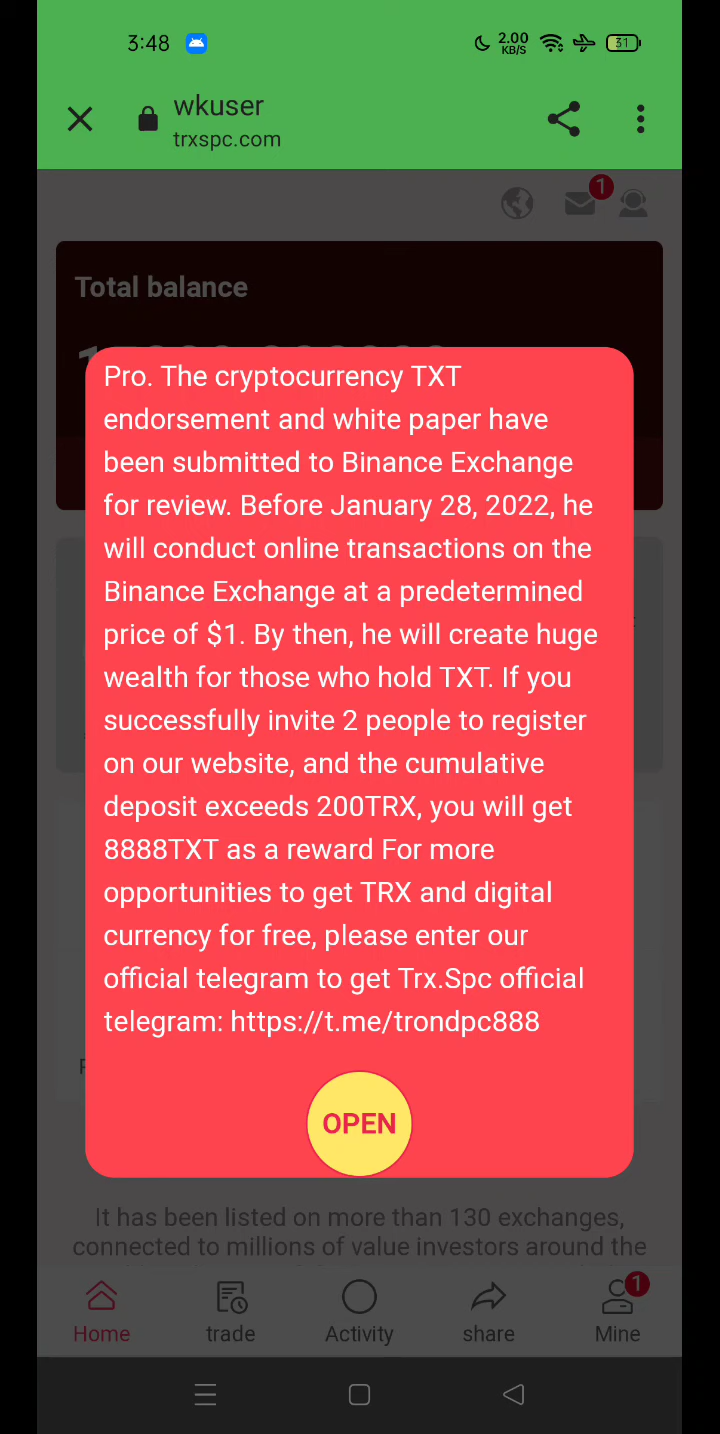 3:48
2.00
KB/S
31
wkuser
trxspc.com
1
Total balance
Pro. The cryptocurrency TXT
endorsement and white paper have
been submitted to Binance Exchange
for review. Before January 28, 2022, he
will conduct online transactions on the
Binance Exchange at a predetermined
price of $1. By then, he will create huge
wealth for those who hold TXT. If you
successfully invite 2 people to register
on our website, and the cumulative
deposit exceeds 200TRX, you will get
8888TXT as a reward For more
opportunities to get TRX and digital
currency for free, please enter our
official telegram to get Trx.Spc official
telegram: https://t.me/trondpc888
OPEN
It has been listed on more than 130 exchanges,
connected to millions of value investors around the
1
Home trade Activity share Mine